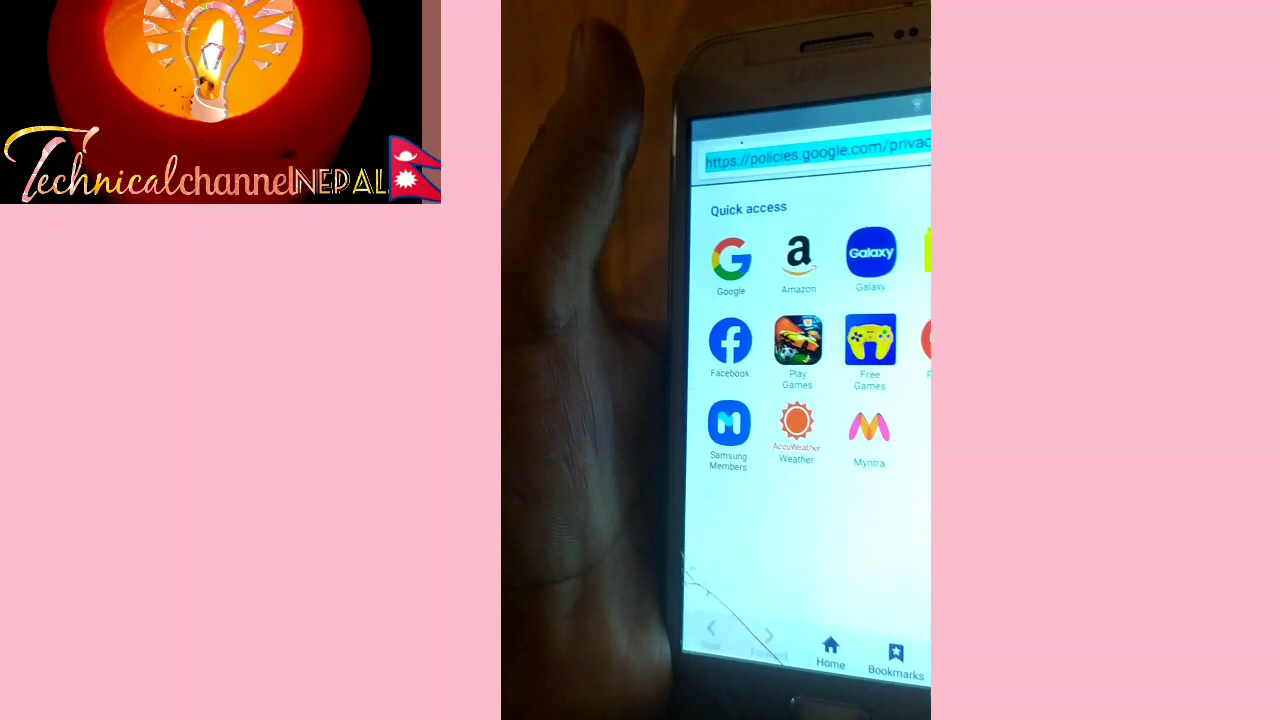 TechnicalchannelNEPAL
https://policies.google.com/privac
Quick access
Google
Amazon
Galaxy
Galaxy
Facebook
Play
Games
Free
Games
Samsung
Members
AccuWeather
Weather
Myntra
Home
Bookmarks